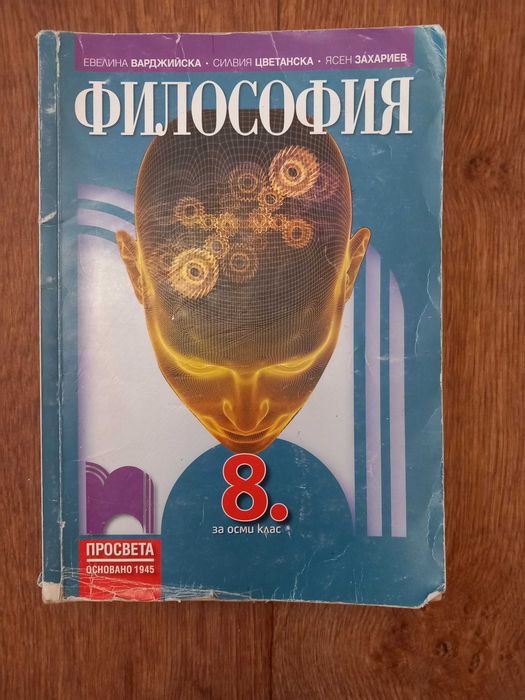 ЕВЕЛИНА ВАРДЖИЙСКА • СИЛВИЯ ЦВЕТАНСКА • ЯСЕН ЗАХАРИЕВ
ФИЛОСОФИЯ
8.
за осми клас
ПРОСВЕТА
ОСНОВАНО 1945